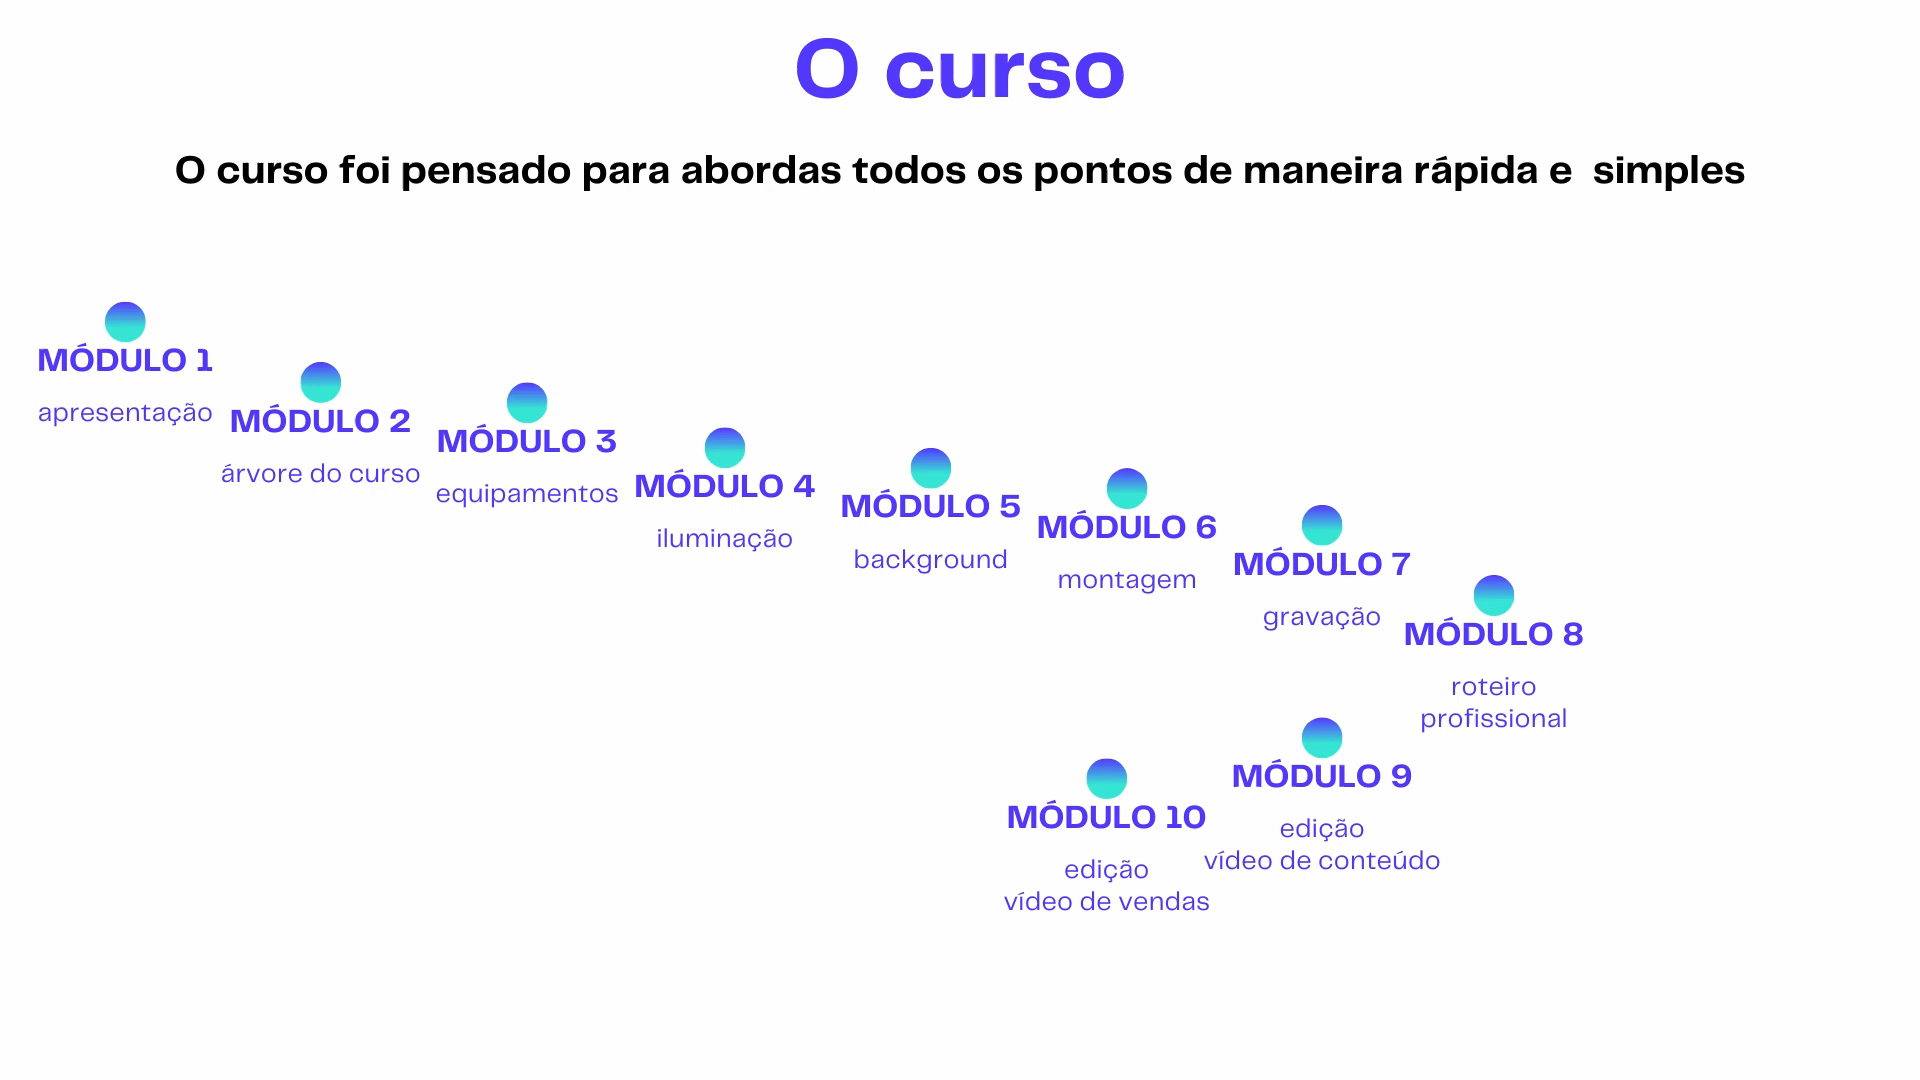 O curso
O curso foi pensado para abordas todos os pontos de maneira rápida e  simples
MÓDULO 1
apresentação
MÓDULO 2
árvore do curso
MÓDULO 3
equipamentos
MÓDULO 4
iluminação
MÓDULO 5
background
MÓDULO 6
montagem
MÓDULO 7
gravação
MÓDULO 8
roteiro
profissional
MÓDULO 9
edição
vídeo de conteúdo
MÓDULO 10
edição
vídeo de vendas